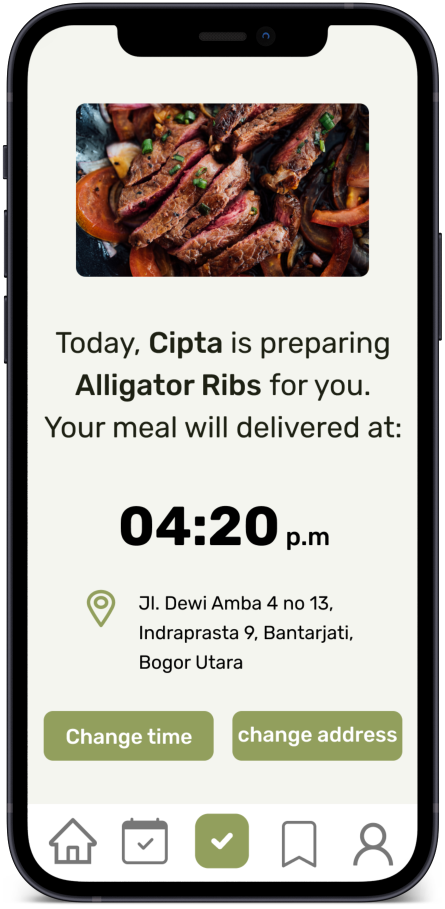 Today, Cipta is preparing
Alligator Ribs for you.
Your meal will delivered at:
04:20 p.m
Jl. Dewi Amba 4 no 13,
Indraprasta 9, Bantarjati,
Bogor Utara
Change time
change address